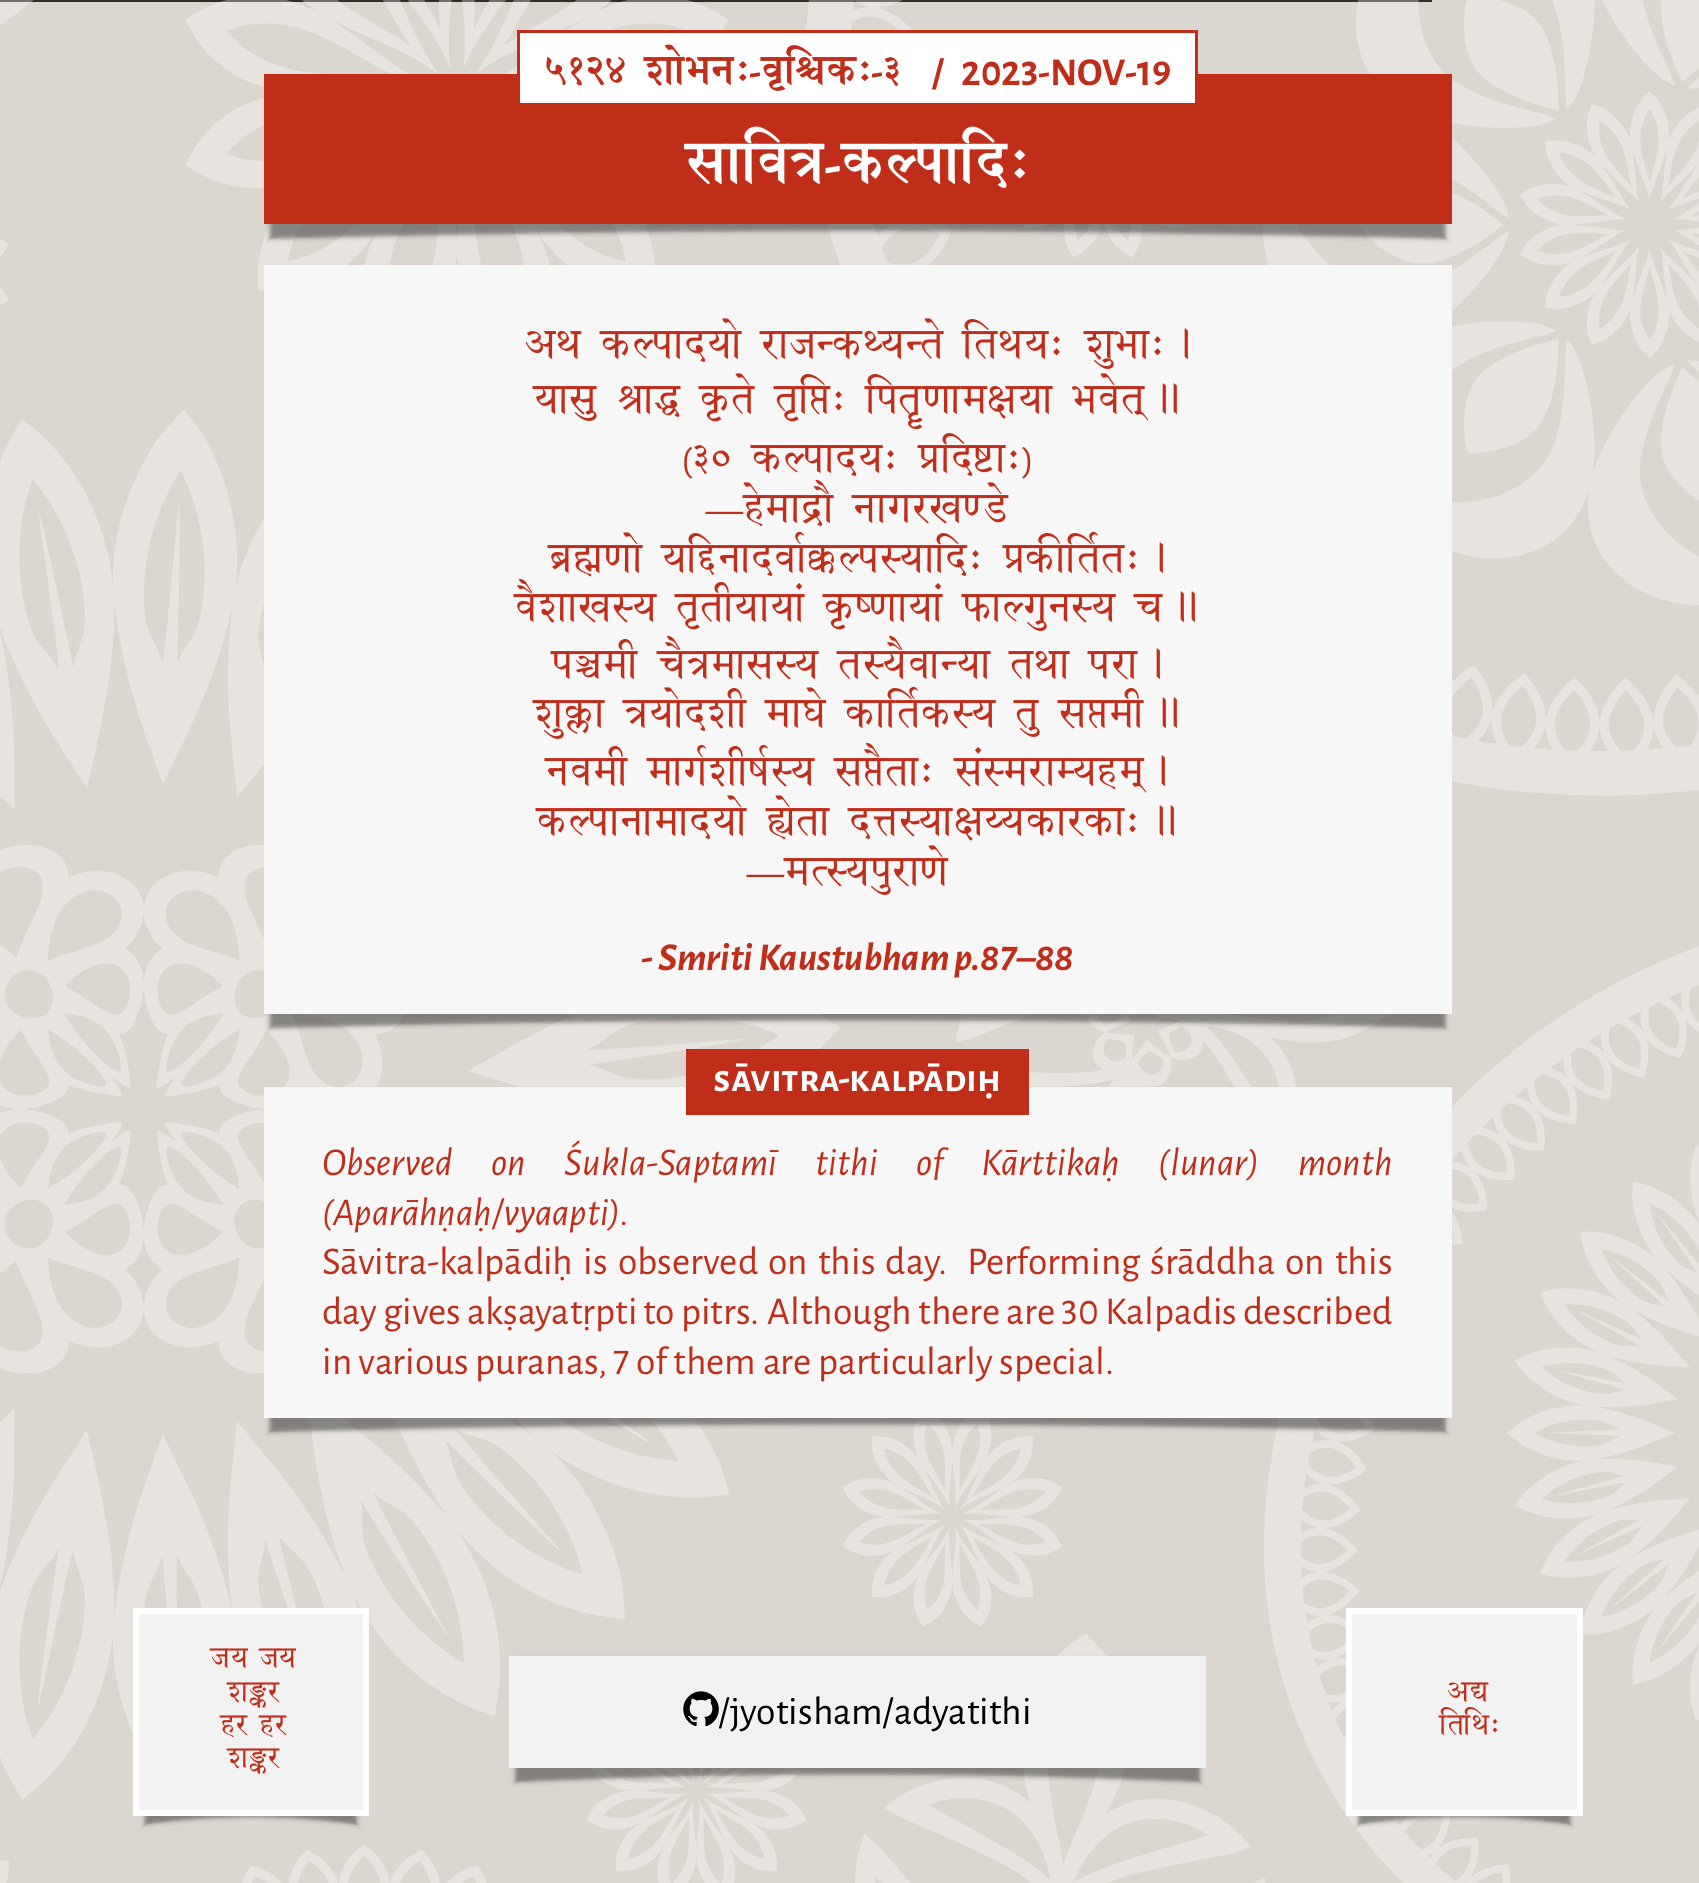 ५१२४ शोभनः-वृश्चिकः-३ / 2023-NOV-19
सावित्र-कल्पादिः
अथ कल्पादयो राजन्कथ्यन्ते तिथयः शुभाः ।
यासु श्राद्धे कृते तृप्तिः पितॄणामक्षया भवेत् ॥
(३० कल्पादयः प्रदिष्टाः)
—हेमाद्रौ नागरखण्डे
ब्रह्मणो यद्दिनादर्वाक्कल्पस्यादिः प्रकीर्तितः ।
वैशाखस्य तृतीयायां कृष्णायां फाल्गुनस्य च ॥
पञ्चमी चैत्रमासस्य तस्यैवान्या तथा परा ।
शुक्ला त्रयोदशी माघे कार्तिकस्य तु सप्तमी ॥
नवमी मार्गशीर्षस्य सप्तैताः संस्मराम्यहम् ।
कल्पानामादयो ह्येता दत्तस्याक्षय्यकारकाः ॥
—मत्स्यपुराणे
- Smriti Kaustubham p.87–88
SĀVITRA-KALPĀDIḤ
Observed on Śukla-Saptamī tithi of Kārttikaḥ (lunar) month
(Aparāhṇaḥ/vyaapti).
Sāvitra-kalpādiḥ is observed on this day. Performing śrāddha on this
day gives akṣayatṛpti to pitrs. Although there are 30 Kalpadis described
in various puranas, 7 of them are particularly special.
जय जय
शङ्कर
हर हर
शङ्कर
/jyotisham/adyatithi
अद्य
तिथिः